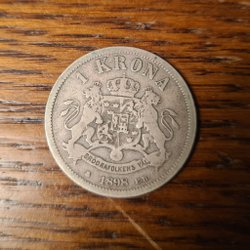 1 KRONA
BRÖDRAFOLKENS VÄL
1898 E.B.